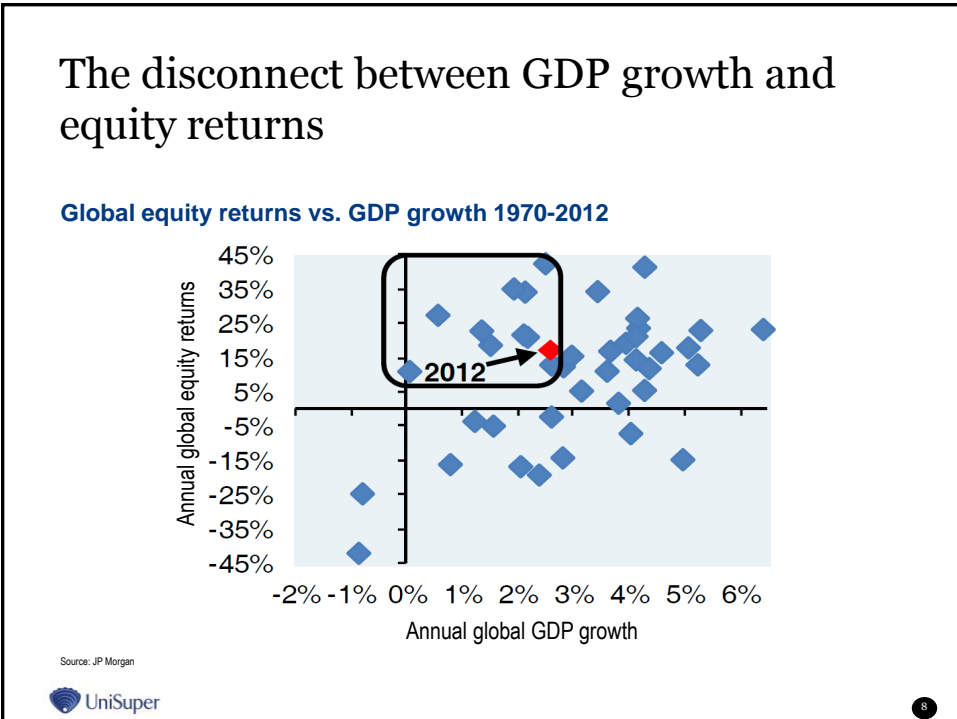 The disconnect between GDP growth and
equity returns
Global equity returns vs. GDP growth 1970-2012
Annual global equity returns
45%
35%
25%
15%
5%
-5%
-15%
-25%
-35%
-45%
2012
-2% -1% 0% 1% 2% 3% 4% 5% 6%
Annual global GDP growth
Source: JP Morgan
UniSuper
8